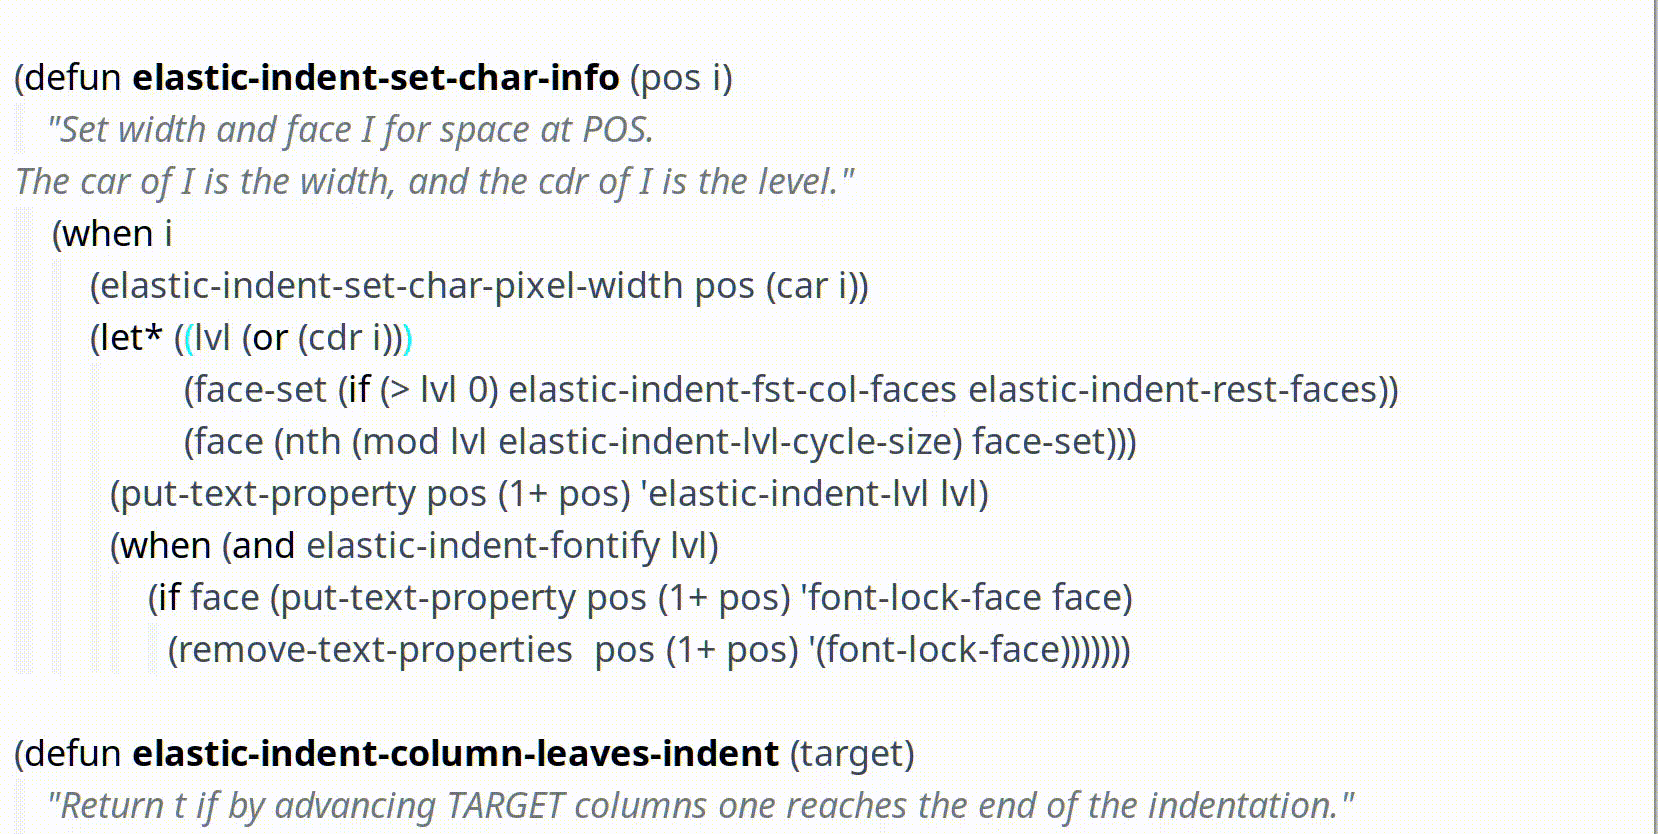 (defun elastic-indent-set-char-info (pos i)
"Set width and face I for space at POS.
The car of I is the width, and the cdr of I is the level."
(when i
(elastic-indent-set-char-pixel-width pos (car i))
(let* ((lvl (or (cdr i)))
(face-set (if (> lvl 0) elastic-indent-fst-col-faces elastic-indent-rest-faces))
(face (nth (mod lvl elastic-indent-lvl-cycle-size) face-set)))
(put-text-property pos (1+ pos) 'elastic-indent-lvl lvl)
(when (and elastic-indent-fontify lvl)
(if face (put-text-property pos (1+ pos) 'font-lock-face face)
(remove-text-properties  pos (1+ pos) '(font-lock-face)))))))
(defun elastic-indent-column-leaves-indent (target)
"Return t if by advancing TARGET columns one reaches the end of the indentation."